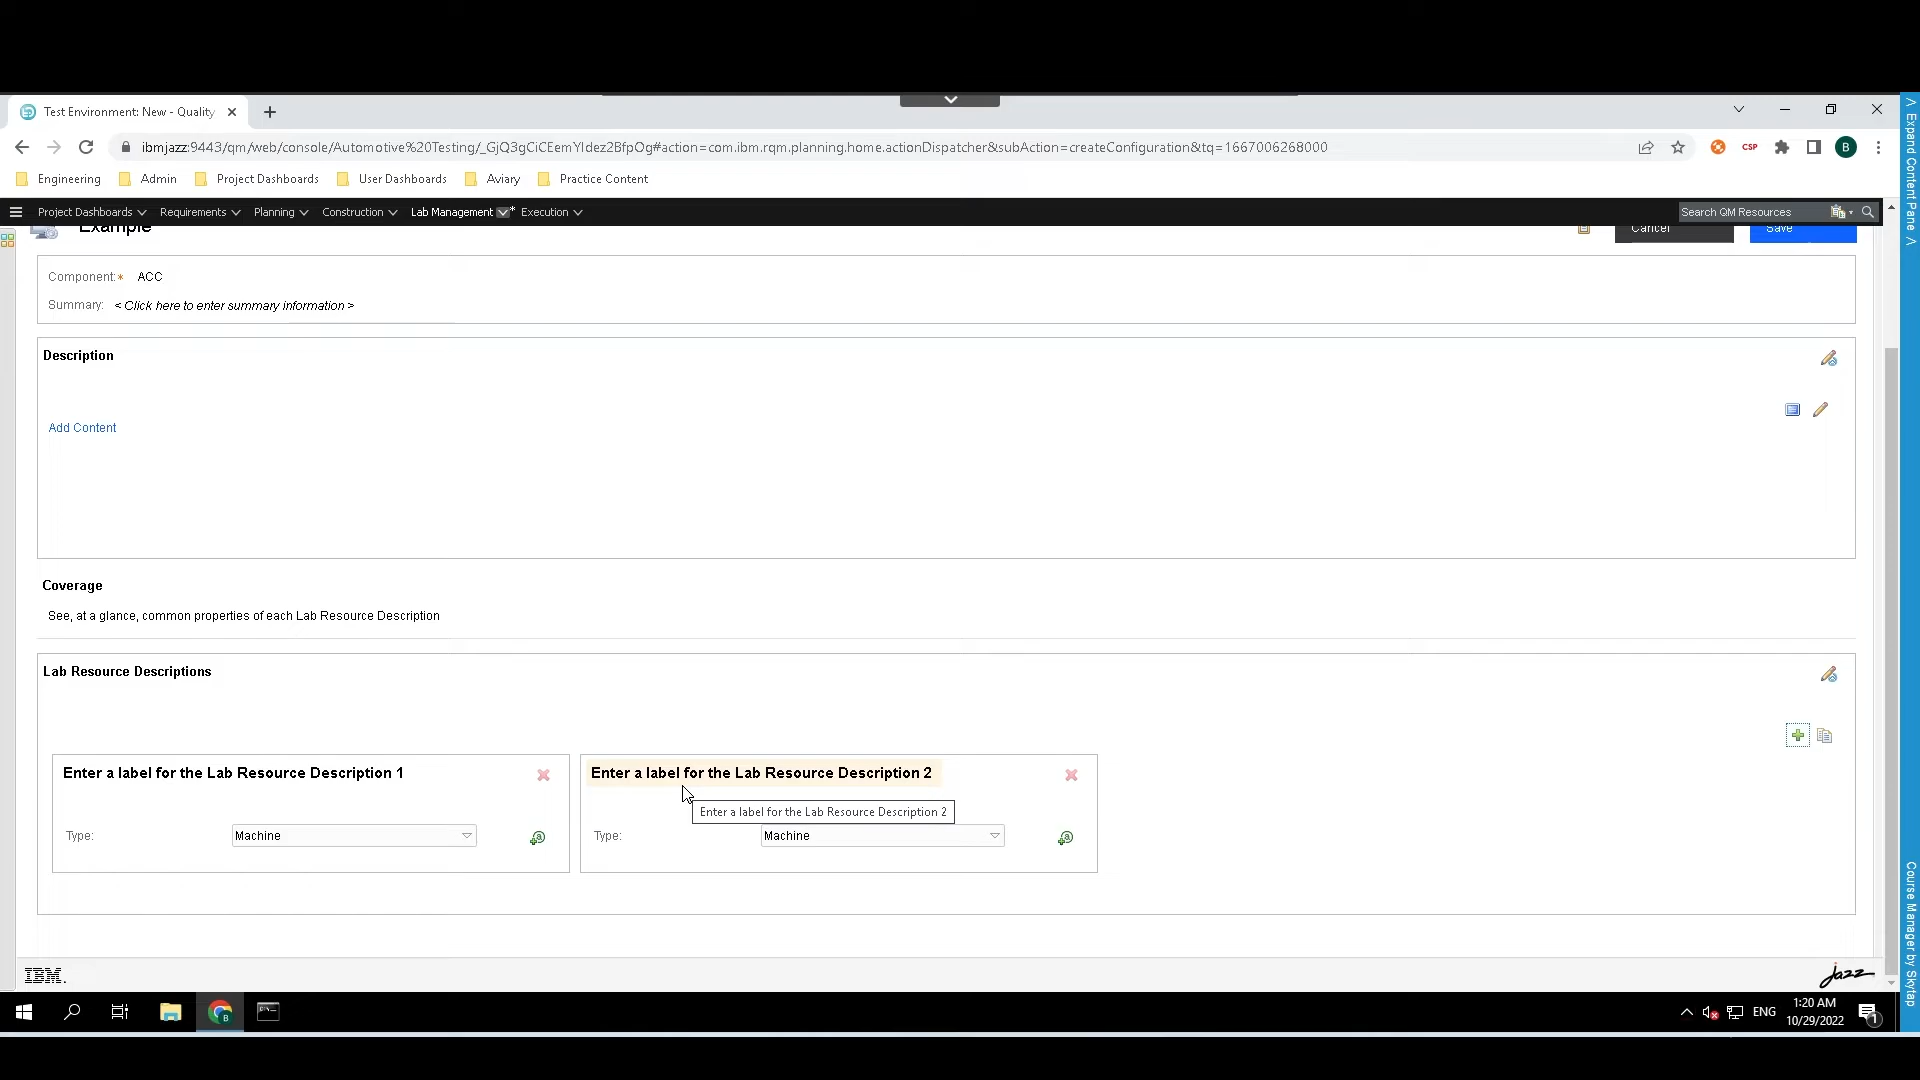 Test Environment: New - Quality
ibmjazz:9443/qm/web/console/Automotive%20Testing/_GjQ3gCiCEemYIdez2BfpOg#action=com.ibm.rqm.planning.home.actionDispatcher&subAction=createConfiguration&tq=1667006268000
CSP
B
Engineering Admin Project Dashboards User Dashboards Aviary Practice Content
Project Dashboards Requirements Planning Construction Lab Management * Execution Search QM Resources
Example Cancel Save
Component:* ACC
Summary: < Click here to enter summary information >
Description
Add Content
Coverage
See, at a glance, common properties of each Lab Resource Description
Lab Resource Descriptions
Enter a label for the Lab Resource Description 1
Enter a label for the Lab Resource Description 2
Enter a label for the Lab Resource Description 2
Type: Machine
Type: Machine
IBM.
Jazz
B
ENG
1:20 AM
10/29/2022
1
< Expand Content Pane <
Course Manager by Skytap